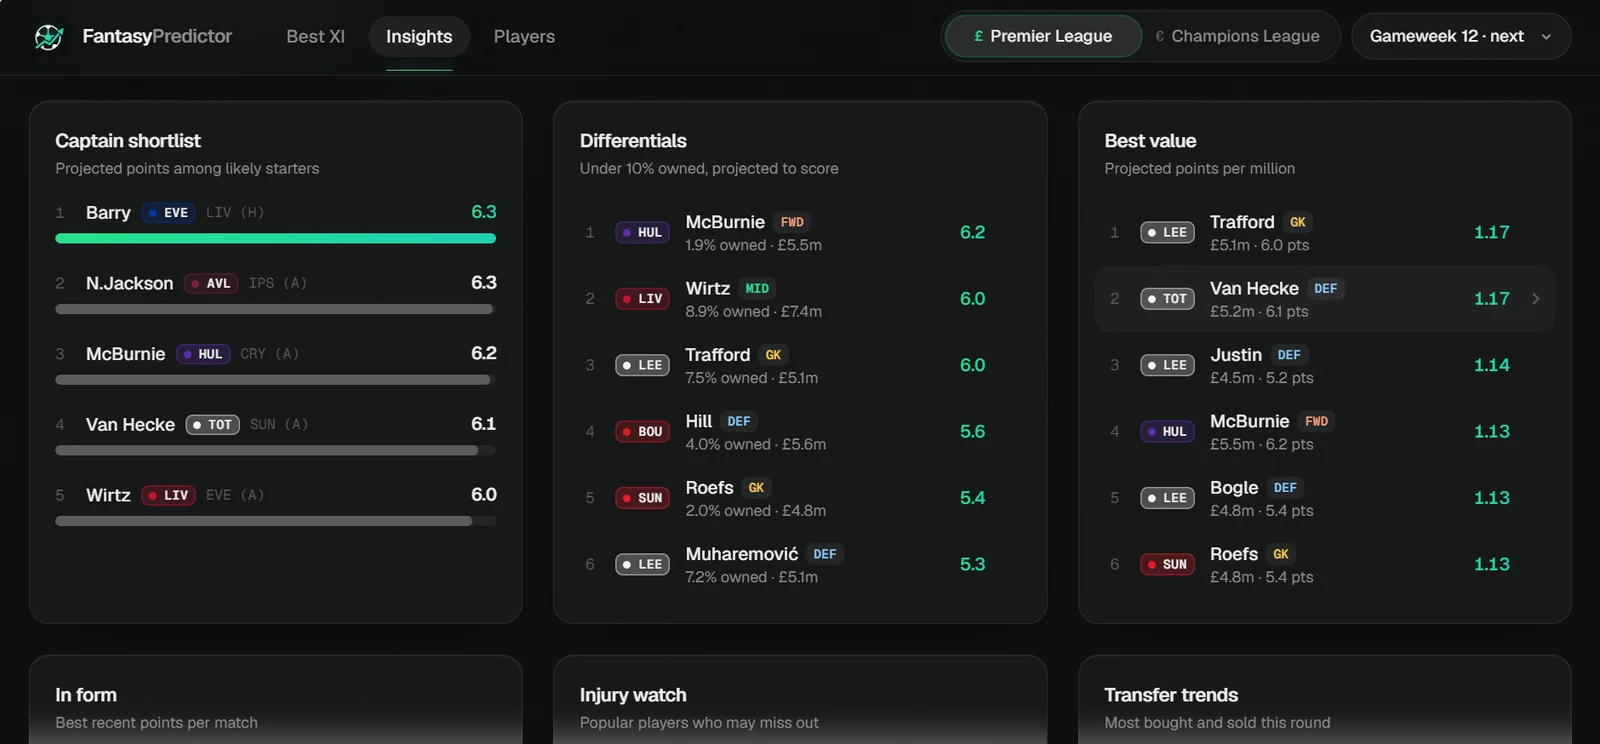 FantasyPredictor
Best XI
Insights
Players
£ Premier League
€ Champions League
Gameweek 12 · next
Captain shortlist
Projected points among likely starters
1 Barry EVE LIV (H) 6.3
2 N.Jackson AVL IPS (A) 6.3
3 McBurnie HUL CRY (A) 6.2
4 Van Hecke TOT SUN (A) 6.1
5 Wirtz LIV EVE (A) 6.0
Differentials
Under 10% owned, projected to score
1 HUL McBurnie FWD 6.2
1.9% owned · £5.5m
2 LIV Wirtz MID 6.0
8.9% owned · £7.4m
3 LEE Trafford GK 6.0
7.5% owned · £5.1m
4 BOU Hill DEF 5.6
4.0% owned · £5.6m
5 SUN Roefs GK 5.4
2.0% owned · £4.8m
6 LEE Muharemović DEF 5.3
7.2% owned · £5.1m
Best value
Projected points per million
1 LEE Trafford GK 1.17
£5.1m · 6.0 pts
2 TOT Van Hecke DEF 1.17
£5.2m · 6.1 pts
3 LEE Justin DEF 1.14
£4.5m · 5.2 pts
4 HUL McBurnie FWD 1.13
£5.5m · 6.2 pts
5 LEE Bogle DEF 1.13
£4.8m · 5.4 pts
6 SUN Roefs GK 1.13
£4.8m · 5.4 pts
In form
Best recent points per match
Injury watch
Popular players who may miss out
Transfer trends
Most bought and sold this round